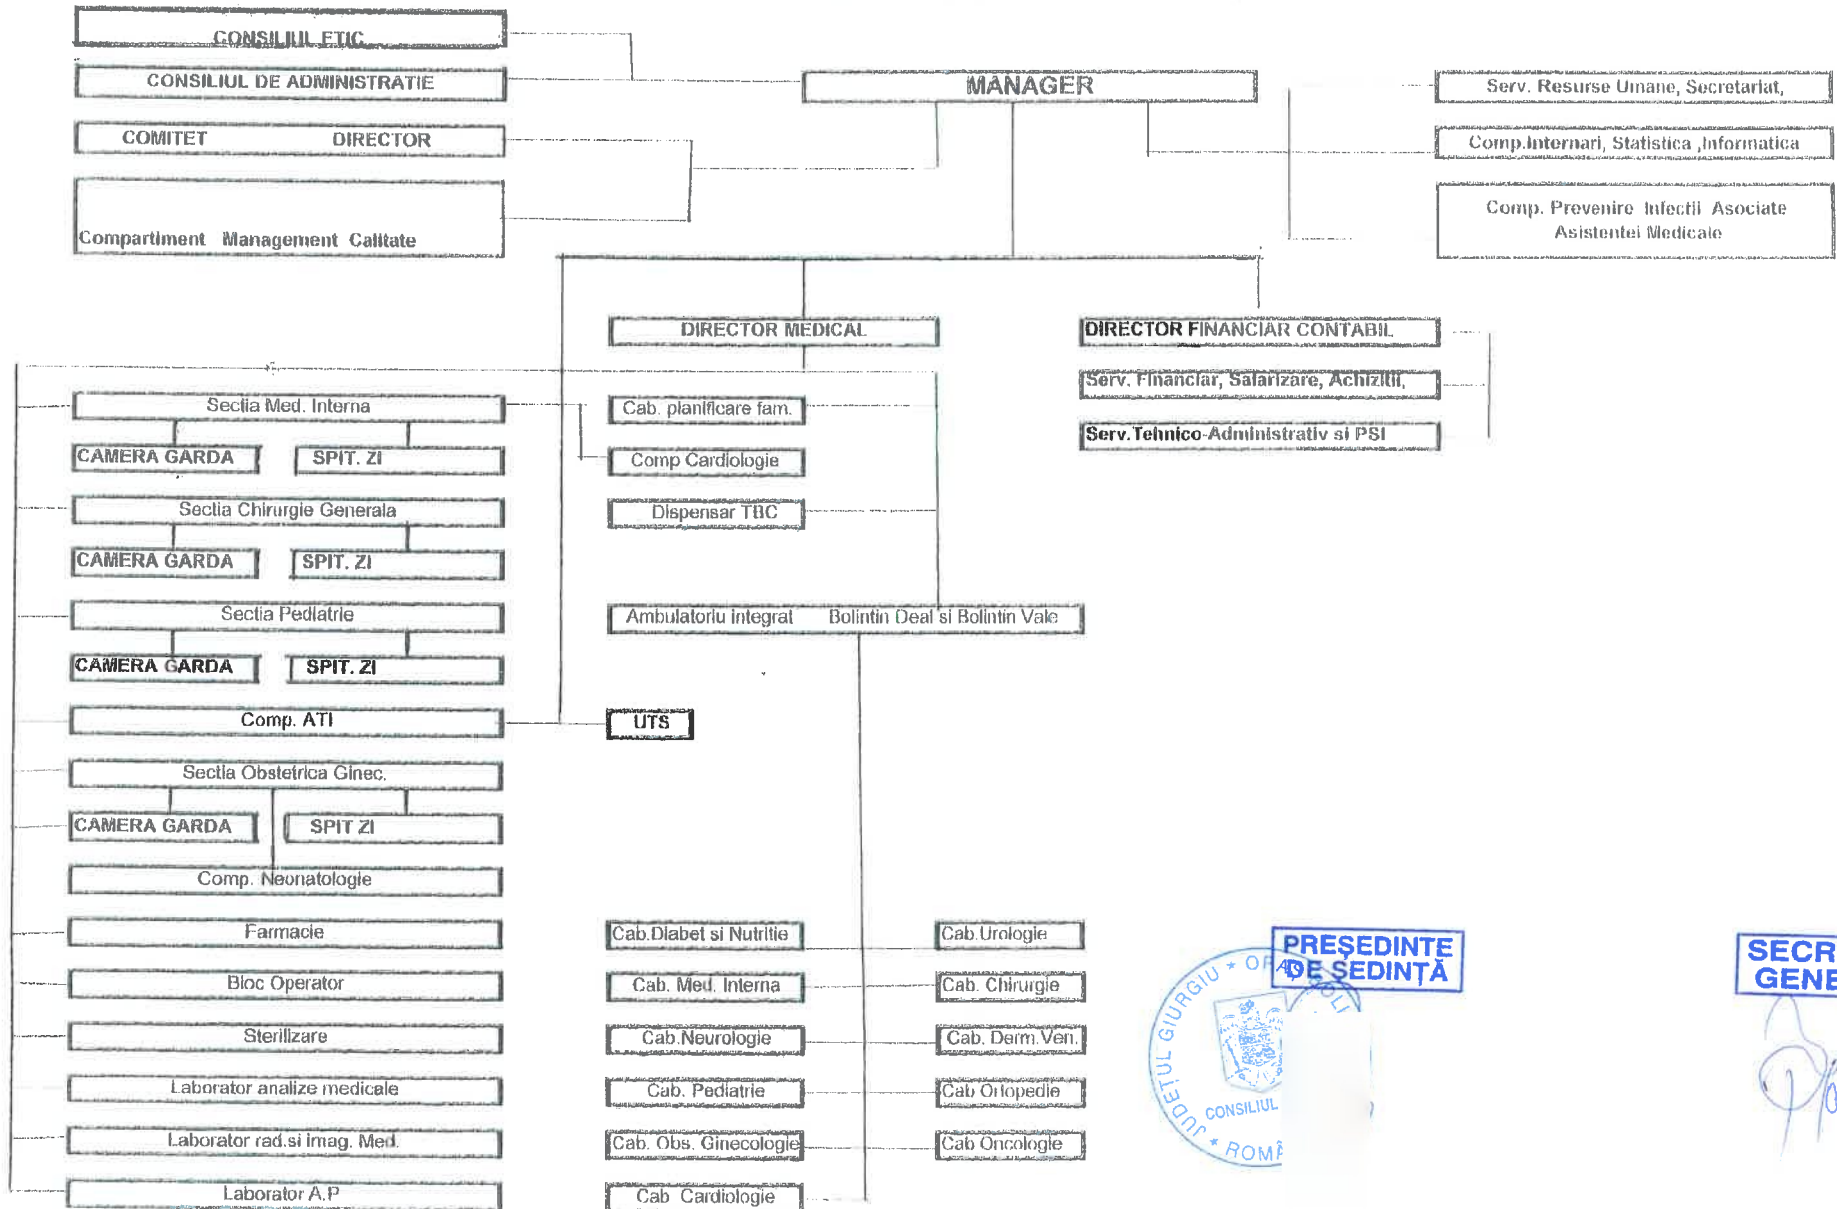 CONSILIUL ETIC
CONSILIUL DE ADMINISTRATIE
MANAGER
Serv. Resurse Umane, Secretariat,
COMITET DIRECTOR
Comp.Internari, Statistica ,Informatica
Compartiment Management Calitate
Comp. Prevenire Infectii Asociate
Asistentei Medicale
DIRECTOR MEDICAL
DIRECTOR FINANCIAR CONTABIL
Serv. Financiar, Salarizare, Achizitii,
Serv.Tehnico-Administrativ si PSI
Sectia Med. Interna
Cab. planificare fam.
CAMERA GARDA
SPIT. ZI
Comp Cardiologie
Sectia Chirurgie Generala
Dispensar TBC
CAMERA GARDA
SPIT. ZI
Sectia Pediatrie
Ambulatoriu integrat Bolintin Deal si Bolintin Vale
CAMERA GARDA
SPIT. ZI
Comp. ATI
UTS
Sectia Obstetrica Ginec.
CAMERA GARDA
SPIT ZI
Comp. Neonatologie
Farmacie
Cab.Diabet si Nutritie
Cab.Urologie
Bloc Operator
Cab. Med. Interna
Cab. Chirurgie
Sterilizare
Cab.Neurologie
Cab. Derm.Ven.
Laborator analize medicale
Cab. Pediatrie
Cab Ortopedie
Laborator rad.si imag. Med.
Cab. Obs. Ginecologie
Cab Oncologie
Laborator A.P
Cab Cardiologie
PREȘEDINTE
DE ȘEDINȚĂ
JUDEȚUL GIURGIU * ORAȘ BOLI
CONSILIUL
* ROMÂ
SECR
GENE